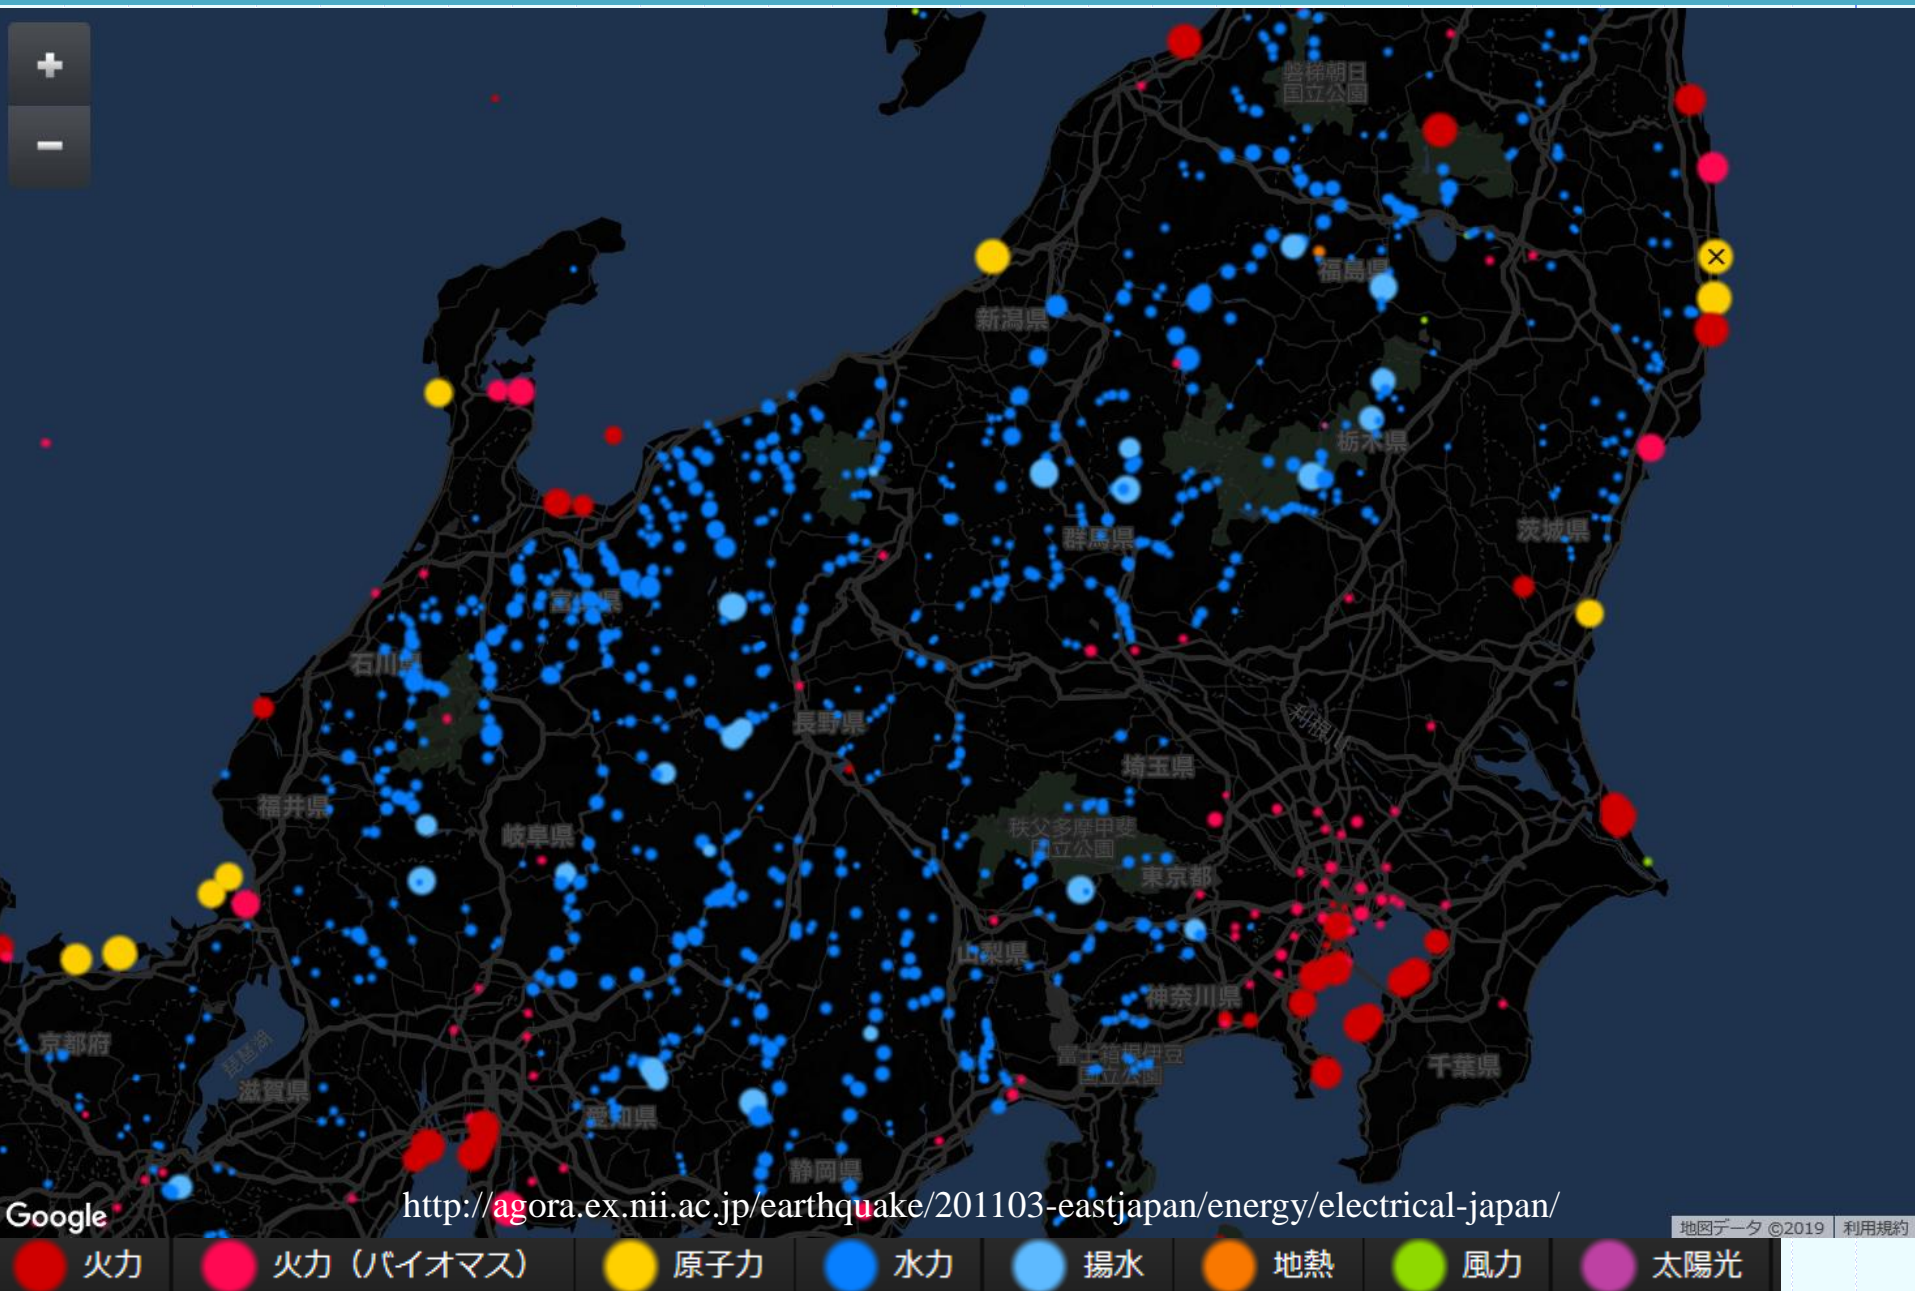 +
磐梯朝日
国立公園
−
福島県
新潟県
栃木県
茨城県
群馬県
富山県
石川県
長野県
利根川
埼玉県
福井県
岐阜県
秩父多摩甲斐
国立公園
東京都
山梨県
神奈川県
京都府
琵琶湖
富士箱根伊豆
国立公園
千葉県
滋賀県
愛知県
静岡県
http://agora.ex.nii.ac.jp/earthquake/201103-eastjapan/energy/electrical-japan/
Google
地図データ ©2019 利用規約
火力 火力（バイオマス） 原子力 水力 揚水 地熱 風力 太陽光